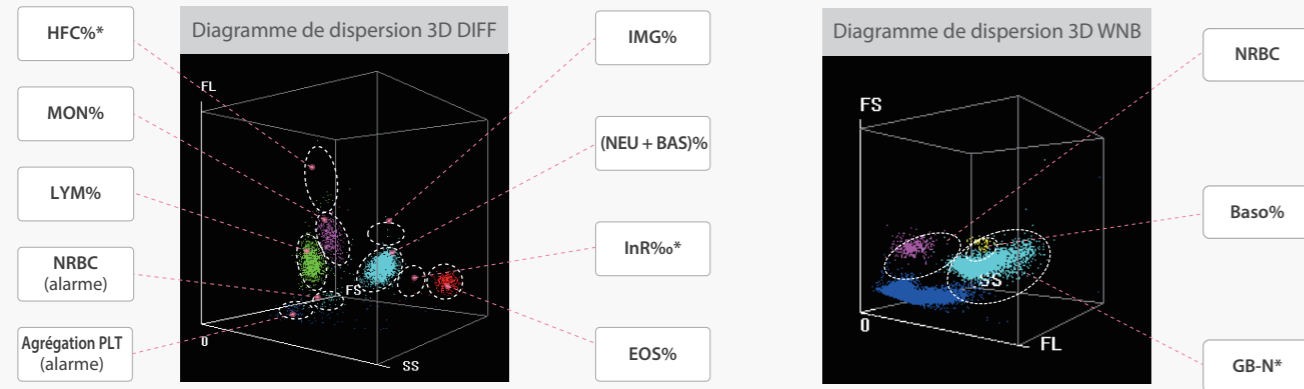 HFC%*
MON%
LYM%
NRBC
(alarme)
Agrégation PLT
(alarme)
Diagramme de dispersion 3D DIFF
FL
FS
0
SS
IMG%
(NEU + BAS)%
InR‰*
EOS%
Diagramme de dispersion 3D WNB
FS
SS
0
FL
NRBC
Baso%
GB-N*